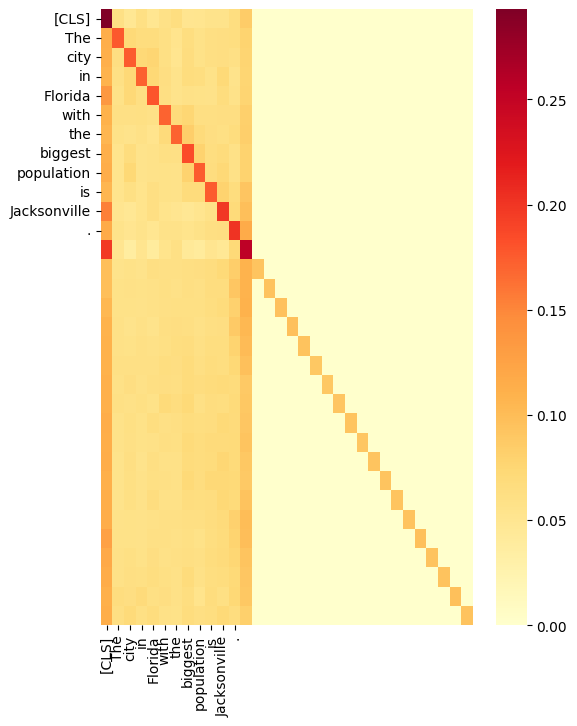 [CLS]
The
city
in
Florida
with
the
biggest
population
is
Jacksonville
.
0.25
0.20
0.15
0.10
0.05
0.00
[CLS]
The
city
in
Florida
with
the
biggest
population
is
Jacksonville
.